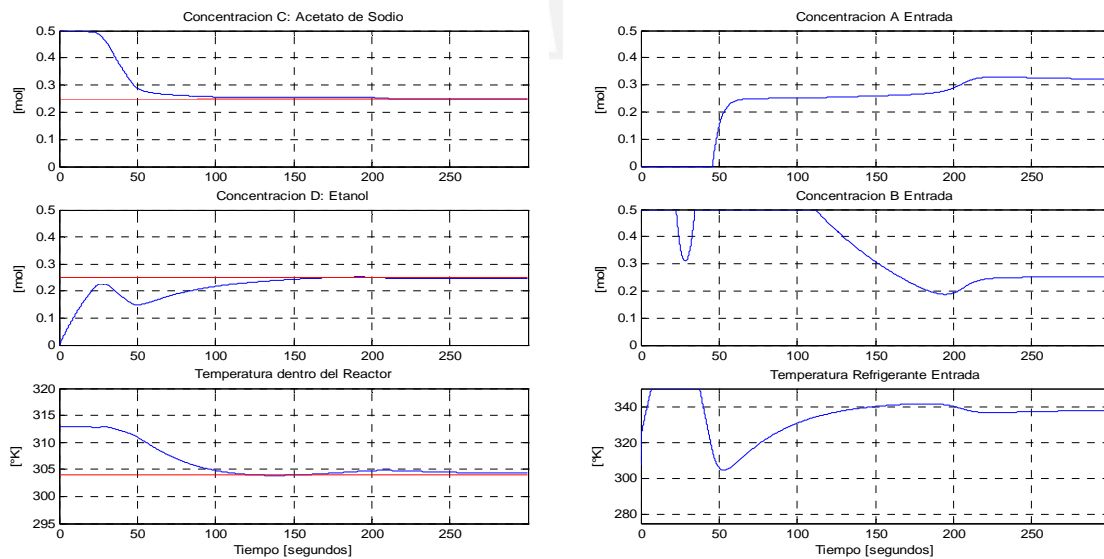 Concentracion C: Acetato de Sodio
0.5
0.4
0.3
0.2
0.1
0
[mol]
0 50 100 150 200 250
Concentracion D: Etanol
0.5
0.4
0.3
0.2
0.1
0
[mol]
0 50 100 150 200 250
Temperatura dentro del Reactor
320
315
310
305
300
295
[°K]
0 50 100 150 200 250
Tiempo [segundos]
Concentracion A Entrada
0.5
0.4
0.3
0.2
0.1
0
[mol]
0 50 100 150 200 250
Concentracion B Entrada
0.5
0.4
0.3
0.2
0.1
0
[mol]
0 50 100 150 200 250
Temperatura Refrigerante Entrada
340
320
300
280
[°K]
0 50 100 150 200 250
Tiempo [segundos]